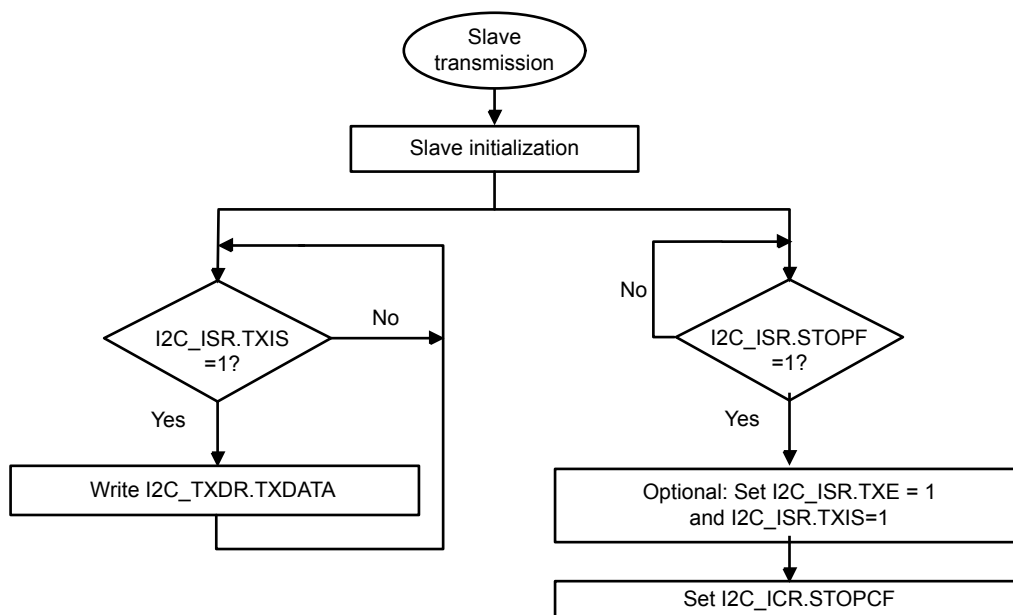 Slave
transmission
Slave initialization
I2C_ISR.TXIS
=1?
No
Yes
Write I2C_TXDR.TXDATA
No
I2C_ISR.STOPF
=1?
Yes
Optional: Set I2C_ISR.TXE = 1
and I2C_ISR.TXIS=1
Set I2C_ICR.STOPCF